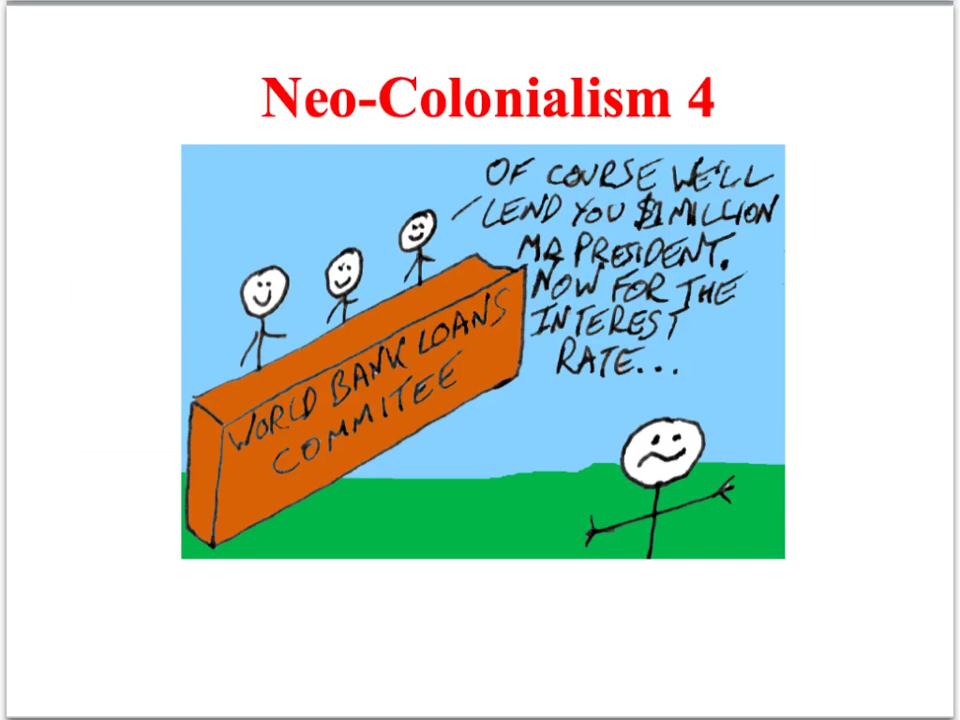 Neo-Colonialism 4
OF COURSE WE'LL
LEND YOU $1 MILLION
MR PRESIDENT.
NOW FOR THE
INTEREST
RATE...
WORLD BANK LOANS
COMMITEE